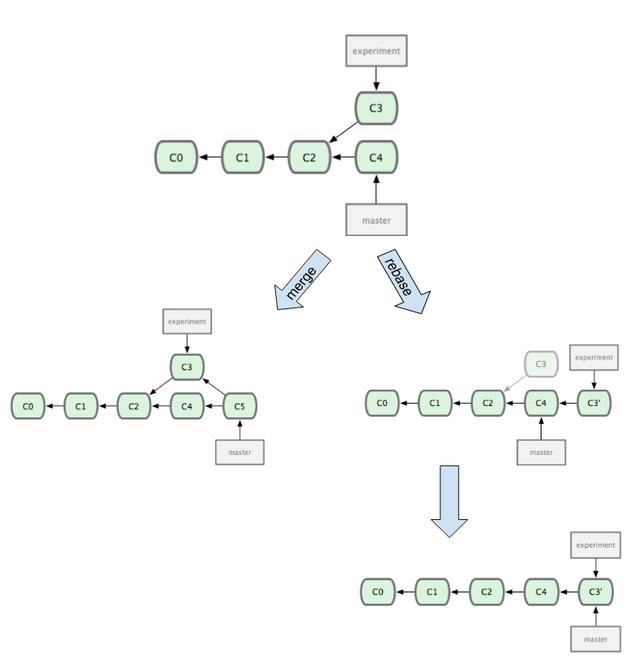 experiment
C3
C0 C1 C2 C4
master
merge rebase
experiment
C3
C0 C1 C2 C4 C5
master
C3 experiment
C0 C1 C2 C4 C3'
master
experiment
C0 C1 C2 C4 C3'
master